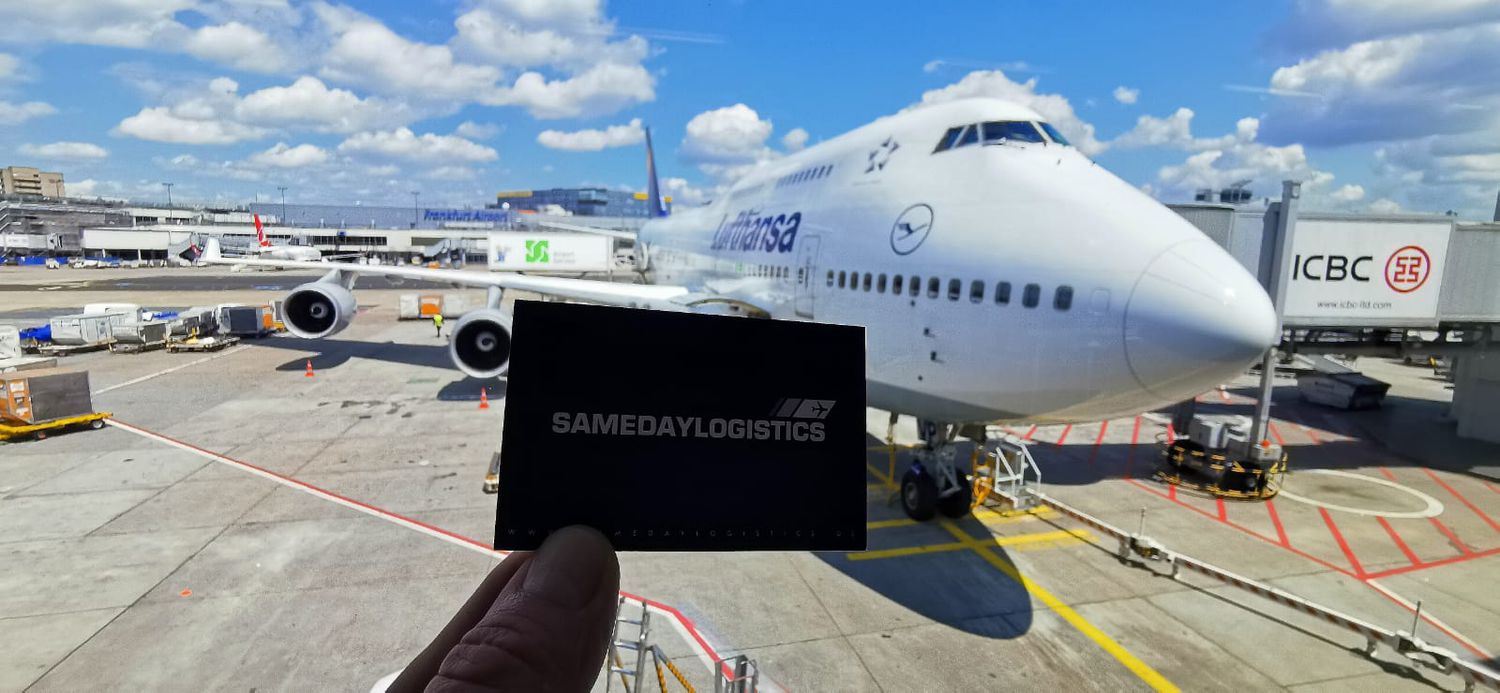 Frankfurt Airport
Lufthansa
ICBC
www.icbc-ltd.com
SAMEDAYLOGISTICS